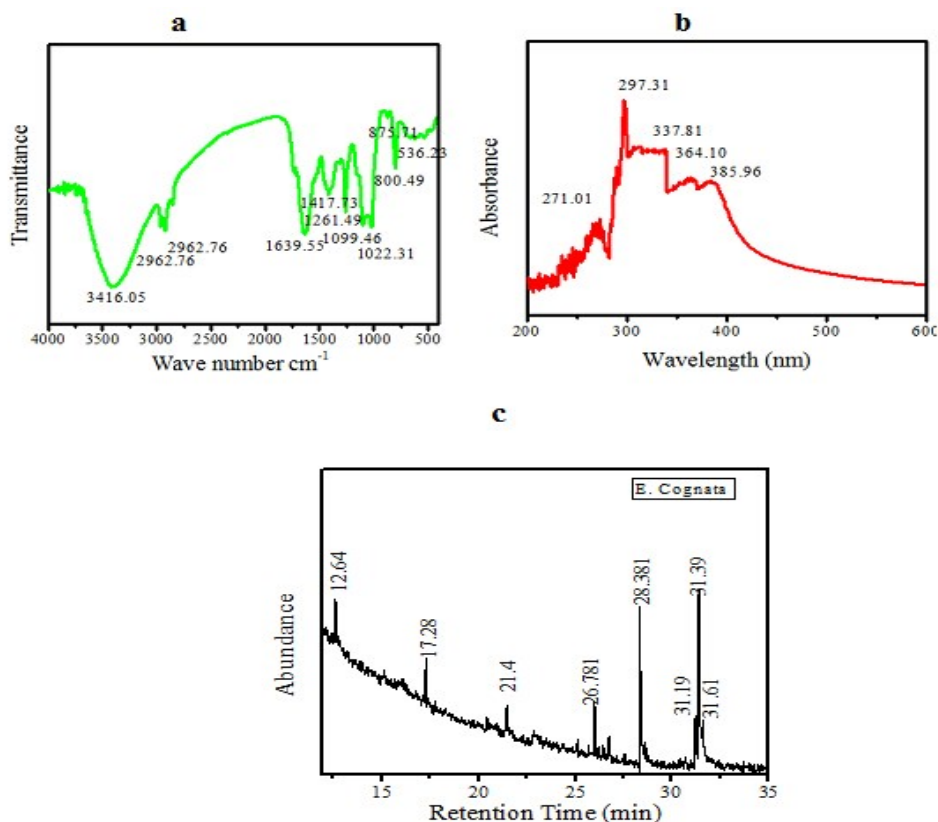 a
Transmittance
3416.05
2962.76
2962.76
1639.55
1417.73
1261.49
1099.46
1022.31
875.71
800.49
536.23
4000 3500 3000 2500 2000 1500 1000 500
Wave number cm-1
b
Absorbance
271.01
297.31
337.81
364.10
385.96
200 300 400 500 600
Wavelength (nm)
c
Abundance
E. Cognata
12.64
17.28
21.4
26.781
28.381
31.19
31.39
31.61
15 20 25 30 35
Retention Time (min)